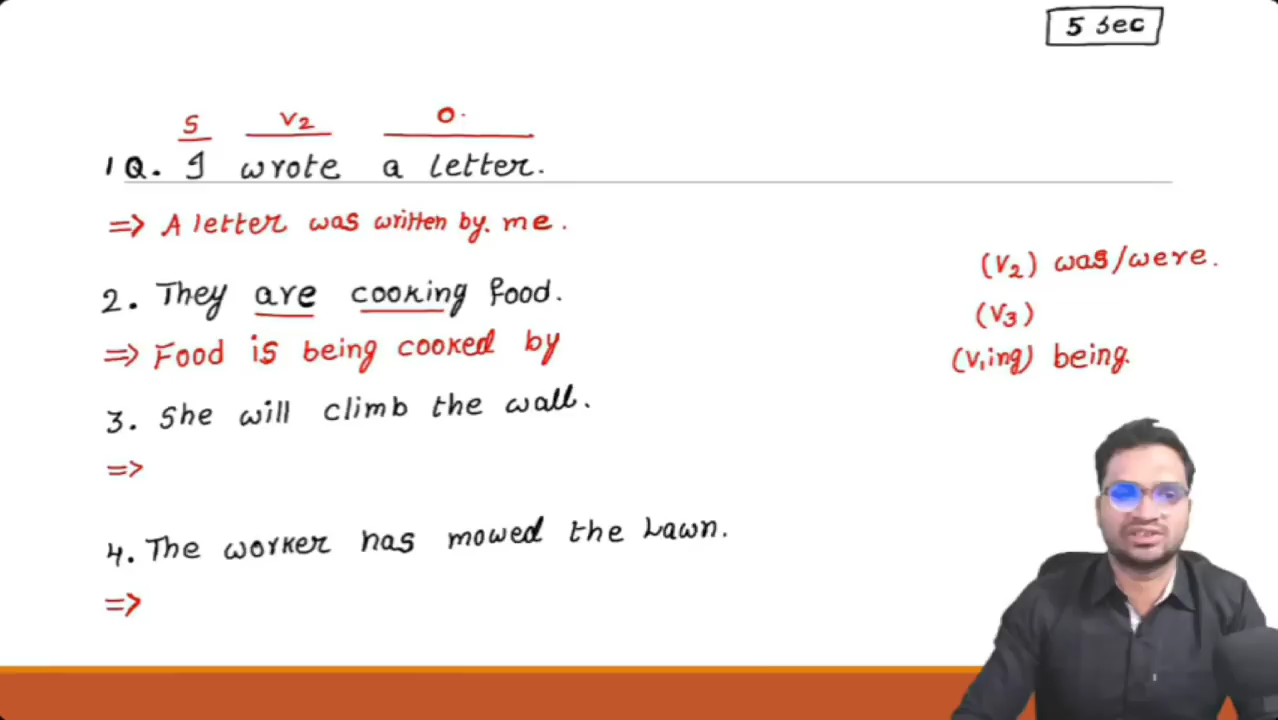 5 Sec
S V2 O.
1 Q. I wrote a letter.
=> A letter was written by. me.
(V2) was/were.
2. They are cooking food.
(V3)
=> Food is being cooked by
(V1ing) being.
3. She will climb the wall.
=>
4. The worker has mowed the Lawn.
=>